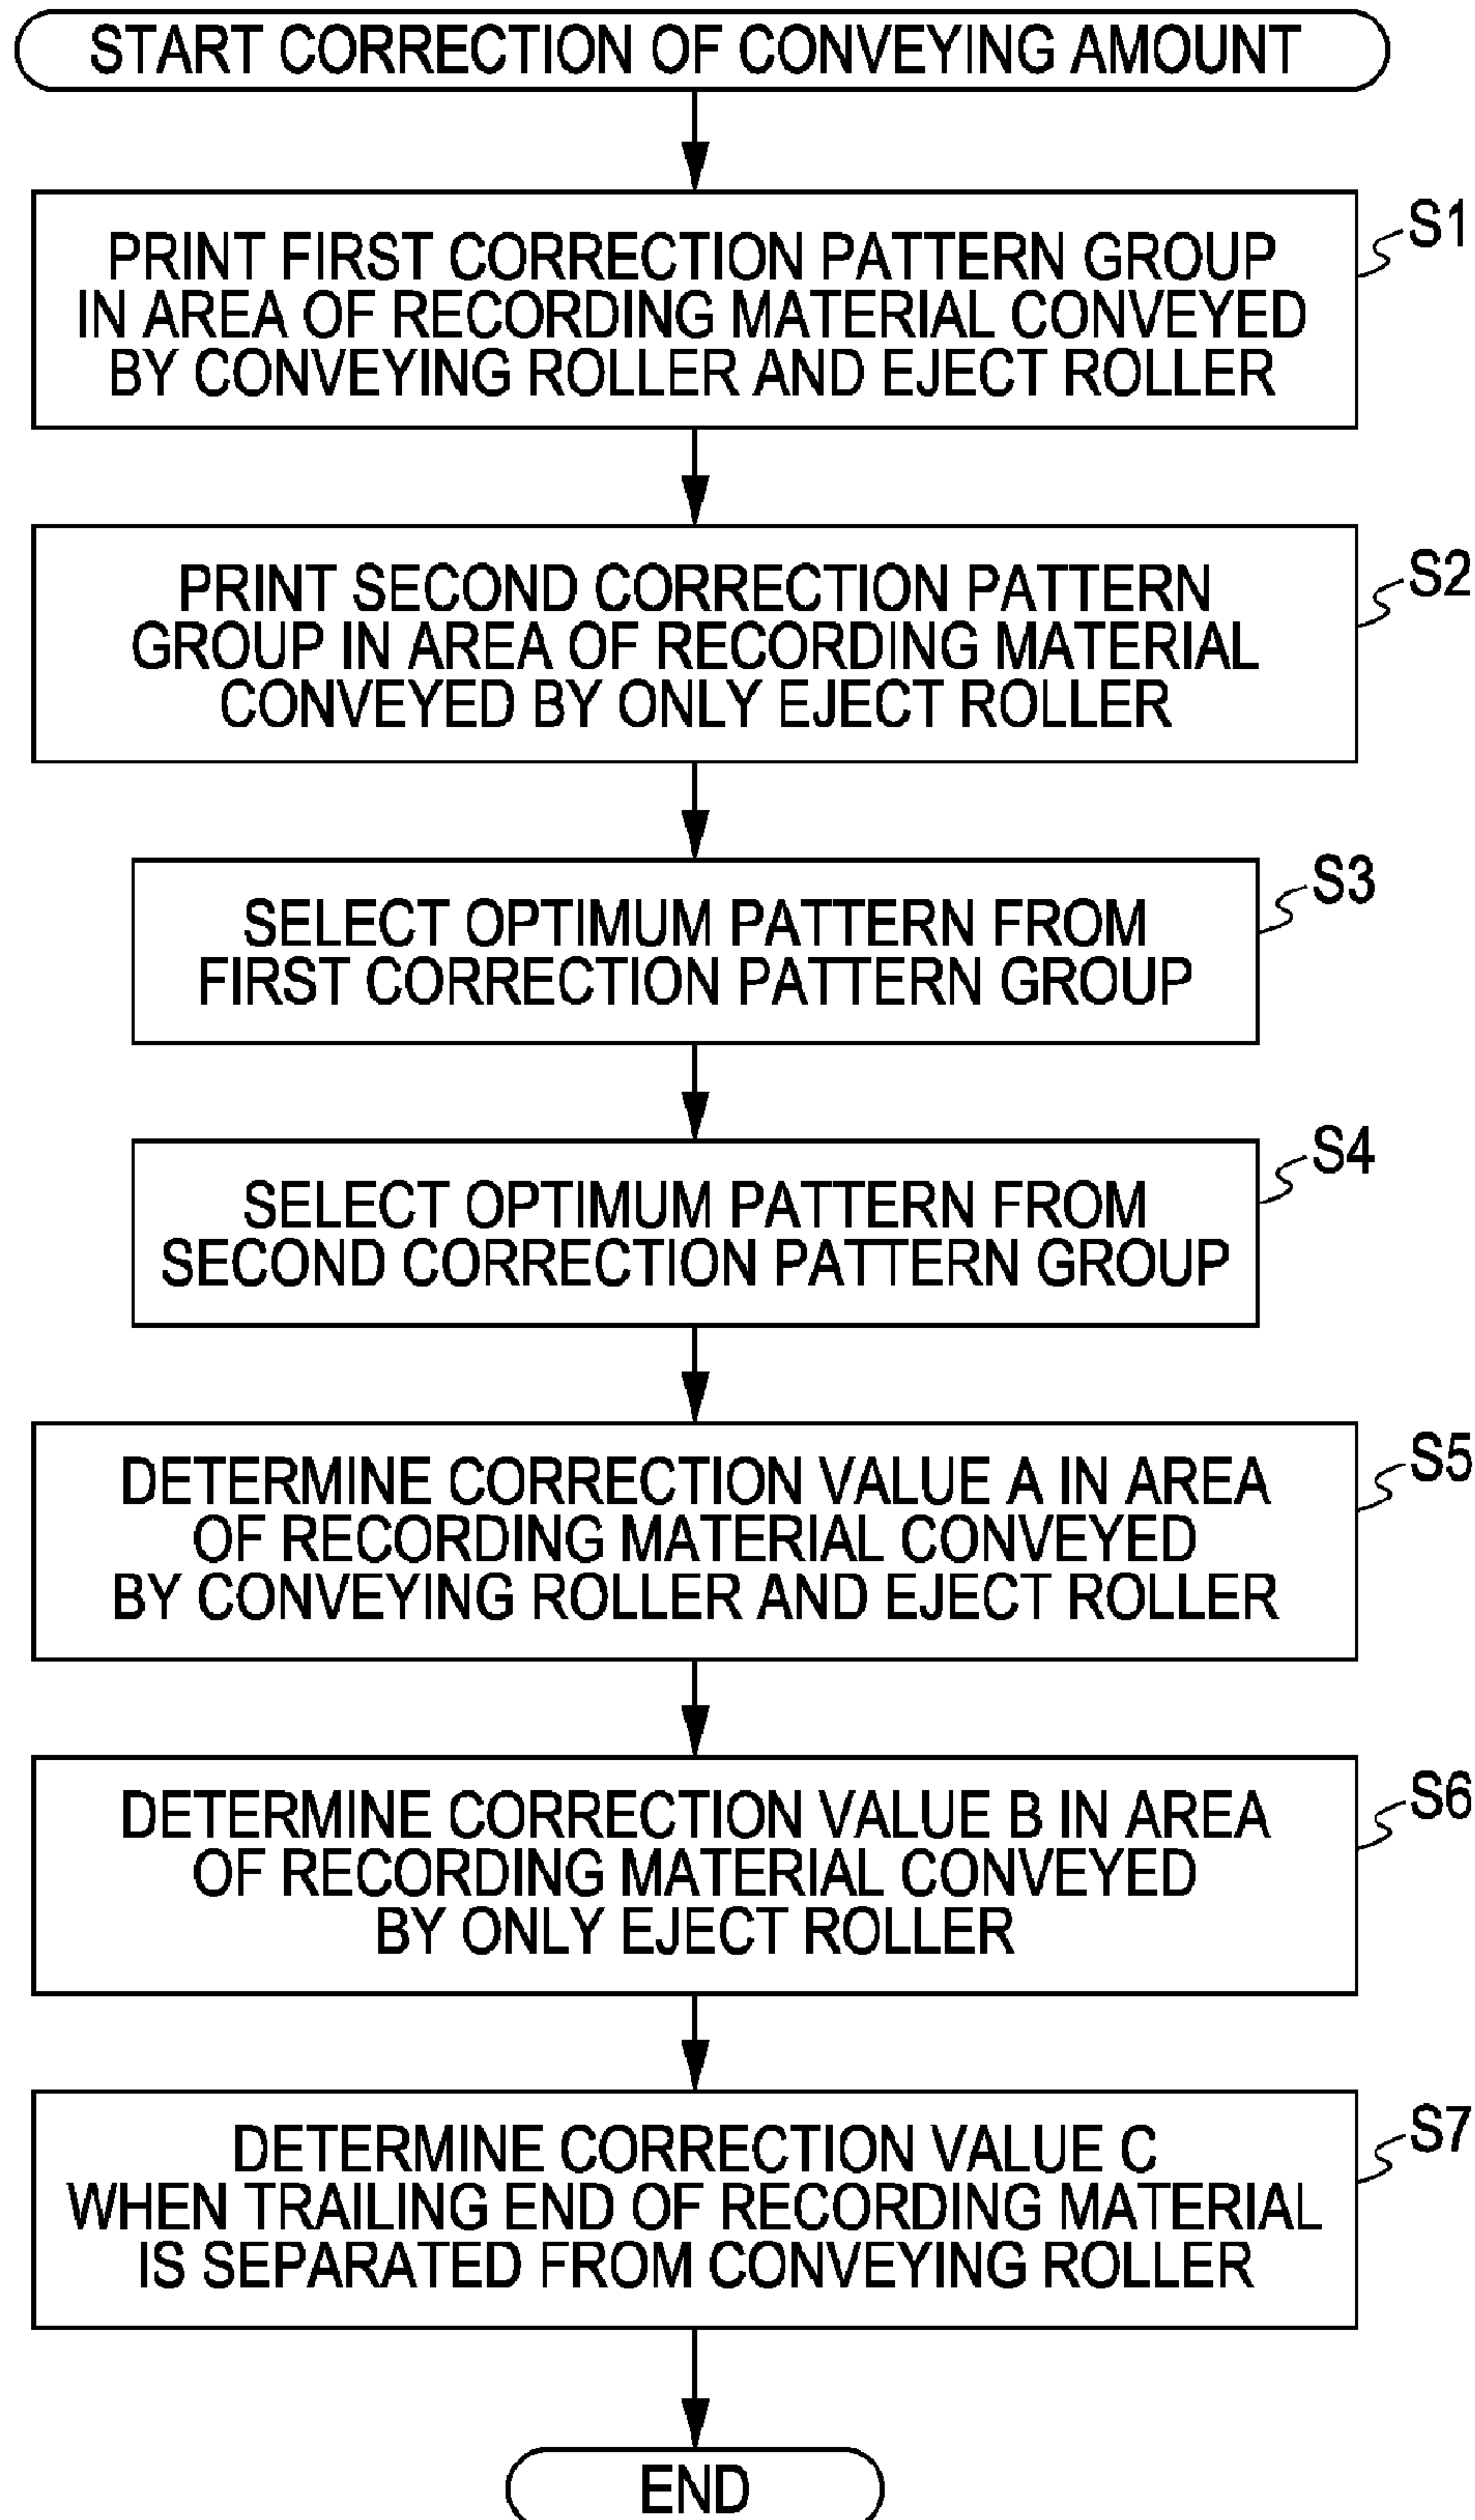 START CORRECTION OF CONVEYING AMOUNT
S1
PRINT FIRST CORRECTION PATTERN GROUP
IN AREA OF RECORDING MATERIAL CONVEYED
BY CONVEYING ROLLER AND EJECT ROLLER
S2
PRINT SECOND CORRECTION PATTERN
GROUP IN AREA OF RECORDING MATERIAL
CONVEYED BY ONLY EJECT ROLLER
S3
SELECT OPTIMUM PATTERN FROM
FIRST CORRECTION PATTERN GROUP
S4
SELECT OPTIMUM PATTERN FROM
SECOND CORRECTION PATTERN GROUP
S5
DETERMINE CORRECTION VALUE A IN AREA
OF RECORDING MATERIAL CONVEYED
BY CONVEYING ROLLER AND EJECT ROLLER
S6
DETERMINE CORRECTION VALUE B IN AREA
OF RECORDING MATERIAL CONVEYED
BY ONLY EJECT ROLLER
S7
DETERMINE CORRECTION VALUE C
WHEN TRAILING END OF RECORDING MATERIAL
IS SEPARATED FROM CONVEYING ROLLER
END